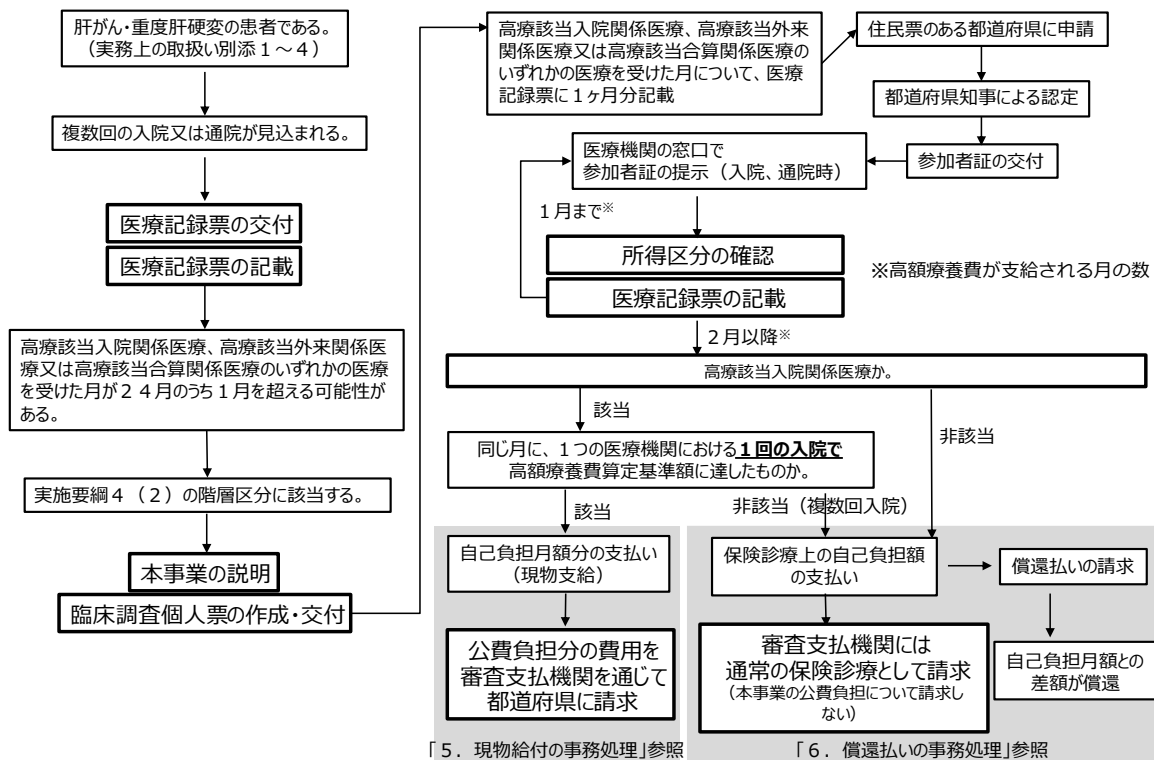 肝がん・重度肝硬変の患者である。
（実務上の取扱い別添１～４）
複数回の入院又は通院が見込まれる。
医療記録票の交付
医療記録票の記載
高療該当入院関係医療、高療該当外来関係医
療又は高療該当合算関係医療のいずれかの医療
を受けた月が２４月のうち１月を超える可能性が
ある。
実施要綱４（２）の階層区分に該当する。
本事業の説明
臨床調査個人票の作成・交付
高療該当入院関係医療、高療該当外来
関係医療又は高療該当合算関係医療の
いずれかの医療を受けた月について、医療
記録票に１ヶ月分記載
住民票のある都道府県に申請
都道府県知事による認定
参加者証の交付
医療機関の窓口で
参加者証の提示（入院、通院時）
１月まで※
所得区分の確認
医療記録票の記載
※高額療養費が支給される月の数
２月以降※
高療該当入院関係医療か。
該当
非該当
同じ月に、１つの医療機関における１回の入院で
高額療養費算定基準額に達したものか。
該当
非該当（複数回入院）
自己負担月額分の支払い
（現物支給）
公費負担分の費用を
審査支払機関を通じて
都道府県に請求
「５．現物給付の事務処理」参照
保険診療上の自己負担額
の支払い
審査支払機関には
通常の保険診療として請求
（本事業の公費負担について請求し
ない）
償還払いの請求
自己負担月額との
差額が償還
「６．償還払いの事務処理」参照